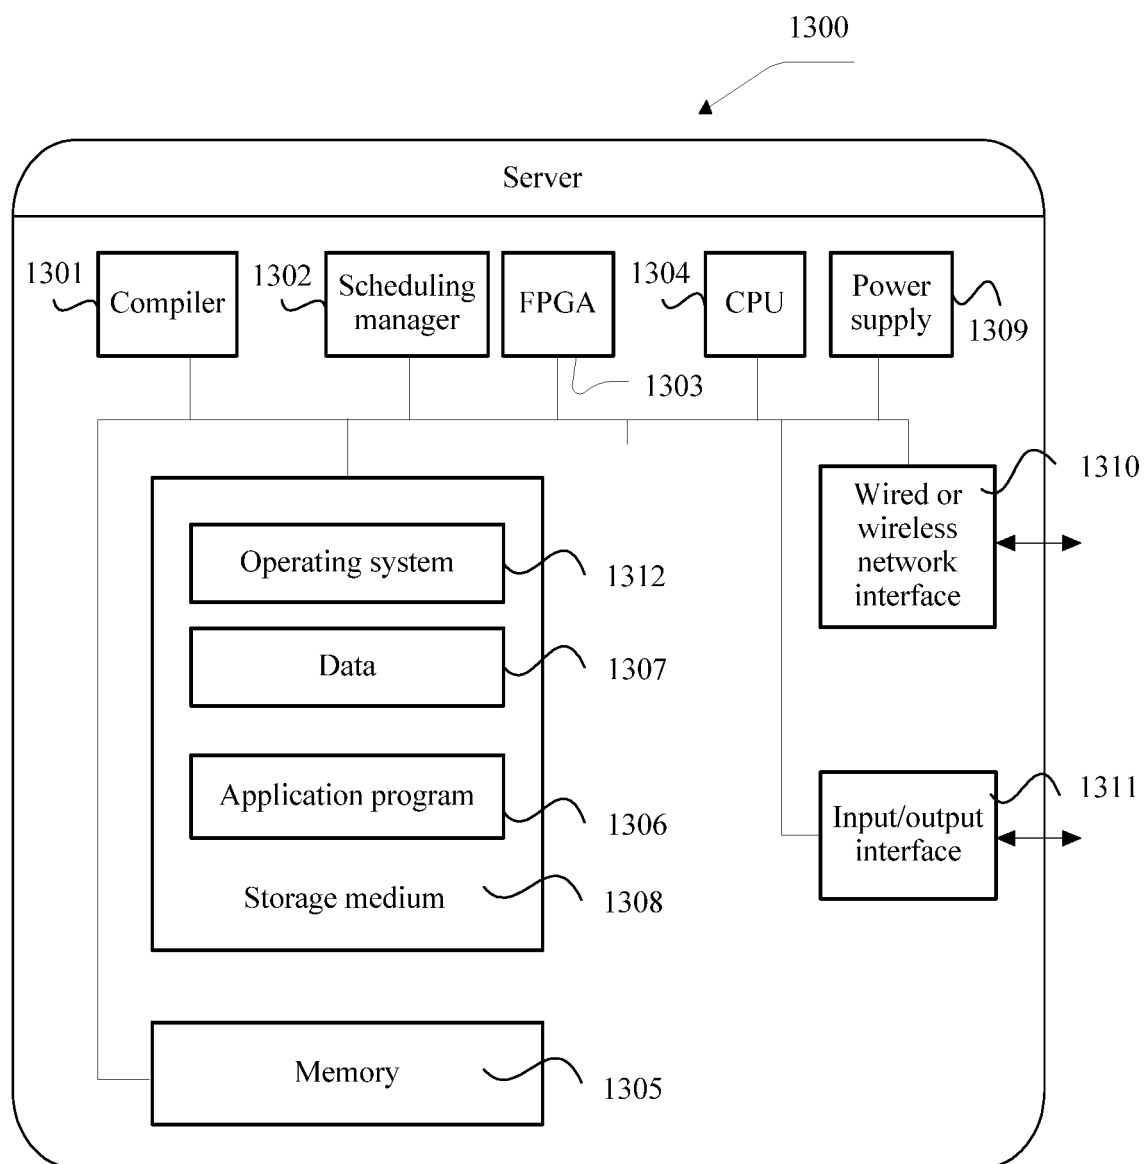 1300
Server
1301
Compiler
1302
Scheduling
manager
FPGA
1303
1304
CPU
Power
supply
1309
Wired or
wireless
network
interface
1310
Operating system
1312
Data
1307
Application program
1306
Storage medium
1308
Input/output
interface
1311
Memory
1305